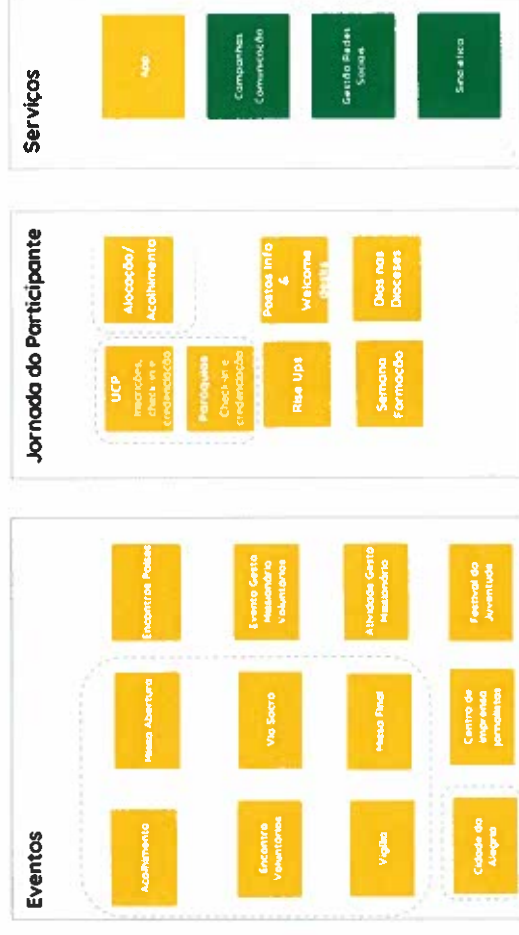 Eventos
Acolhimento
Missa Abertura
Encontros Países
Encontro
Voluntários
Via Sacra
Evento Gesto
Missionário
Voluntários
Vigília
Missa Final
Atividade Gesto
Missionário
Cidade da
Alegria
Centro de
imprensa
jornalistas
Festival da
Juventude
Jornada do Participante
UCP
Inscrições,
check-in e
credenciação
Paróquias
Check-in e
credenciação
Alocação/
Acolhimento
Rise Ups
Postos Info
&
Welcome
desks
Semana
Formação
Dias nas
Dioceses
Serviços
App
Campanhas
Comunicação
Gestão Redes
Sociais
Sinalética